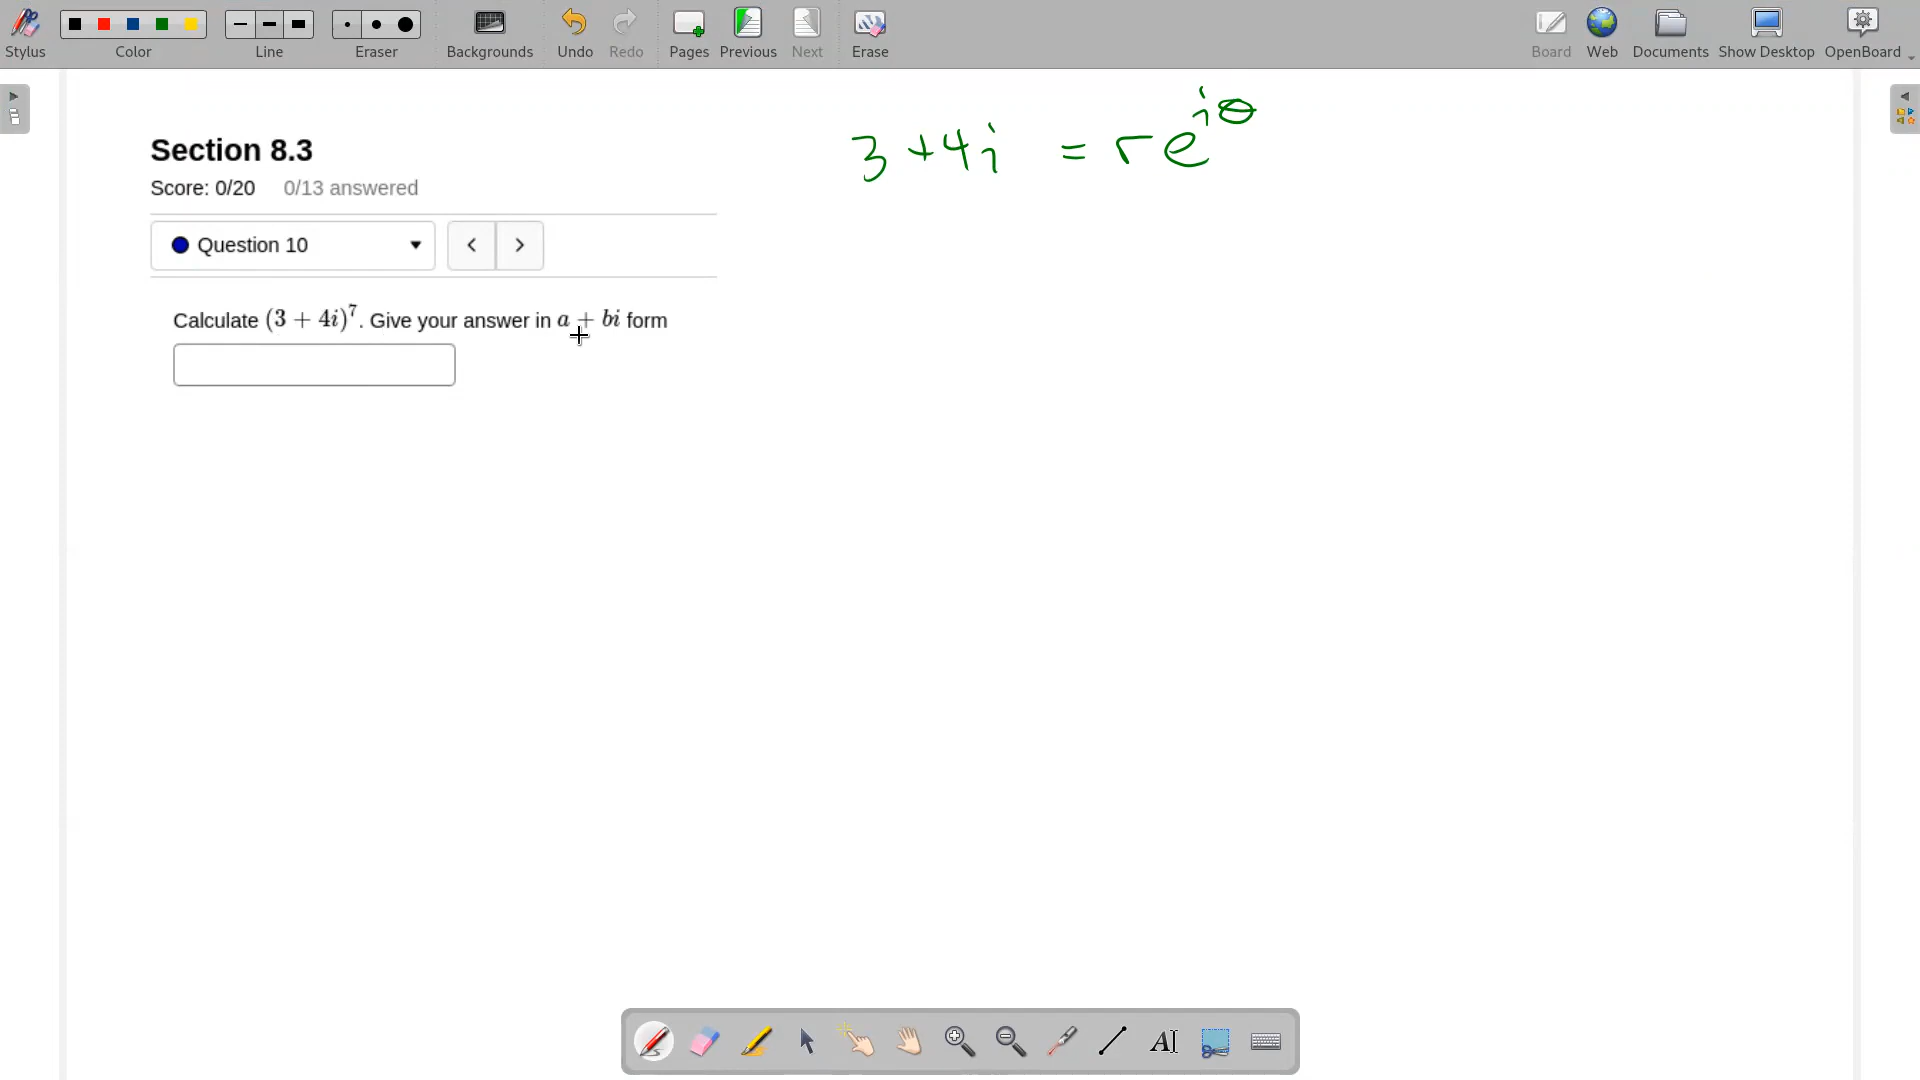 Stylus Color Line Eraser Backgrounds Undo Redo Pages Previous Next Erase Board Web Documents Show Desktop OpenBoard
3 + 4i = re^{iθ}
Section 8.3
Score: 0/20 0/13 answered
Question 10
Calculate (3 + 4i)^7. Give your answer in a + bi form